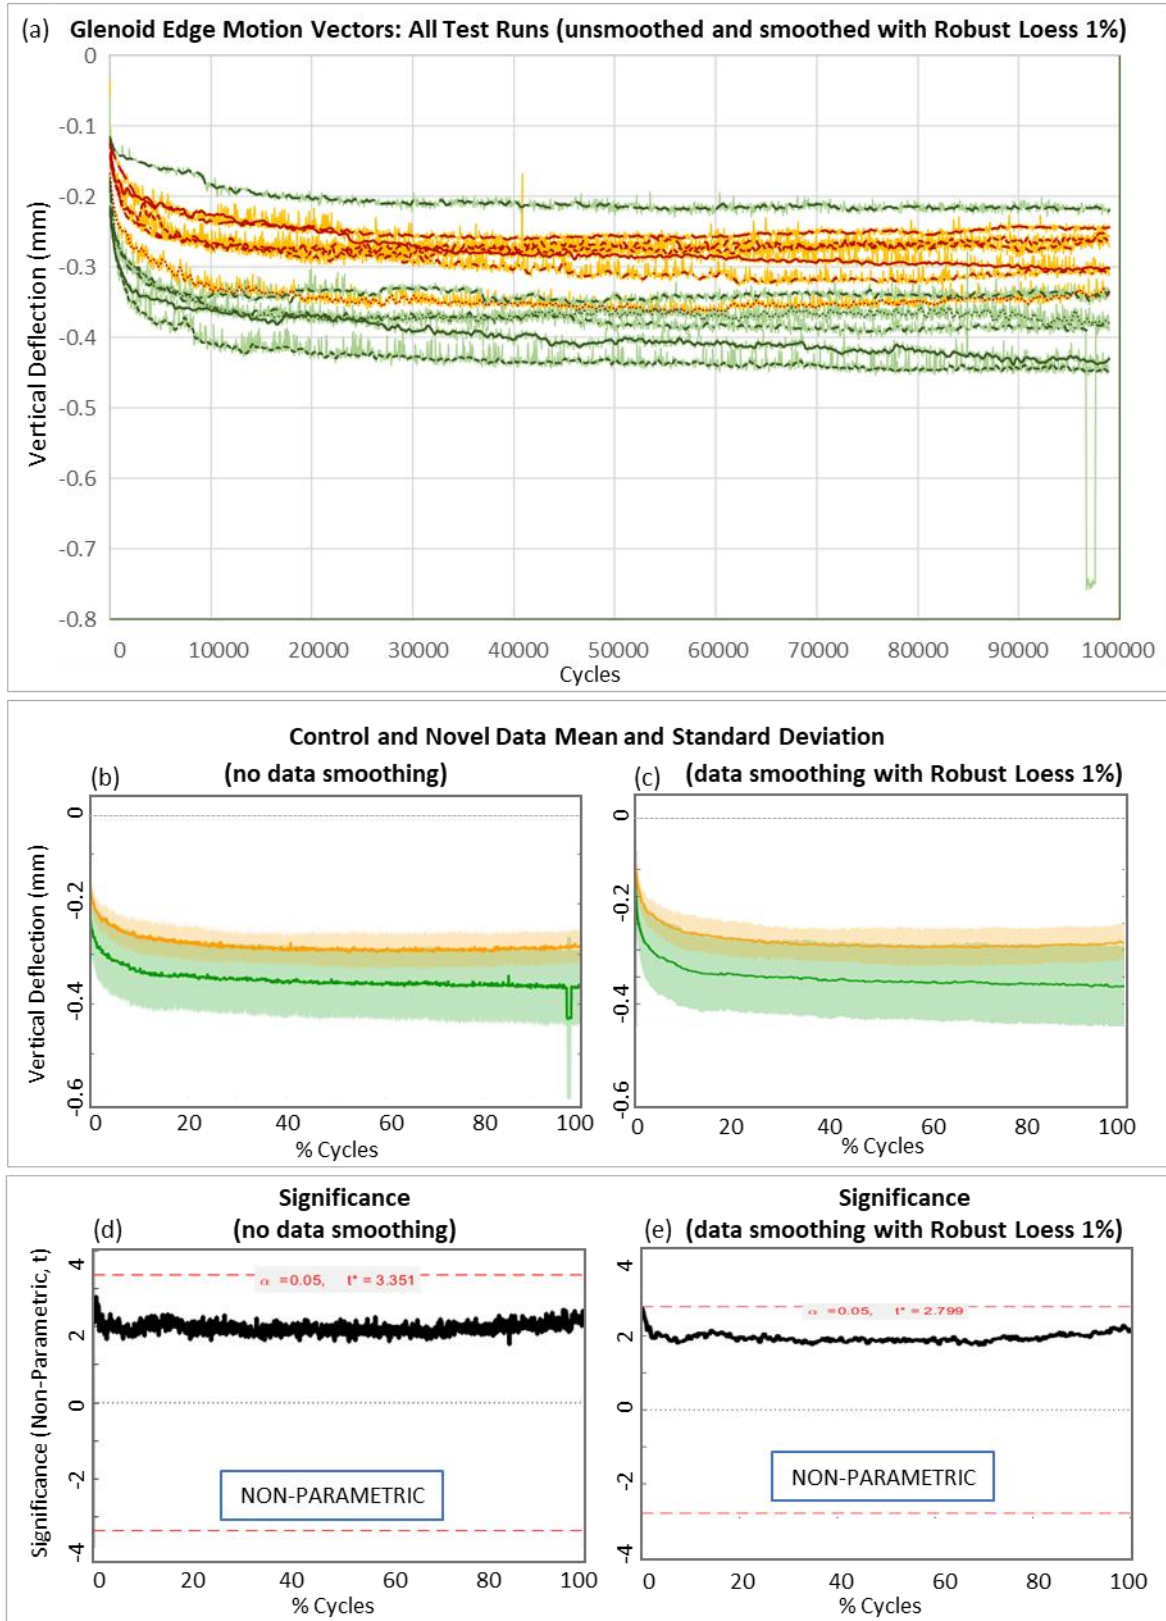 (a) Glenoid Edge Motion Vectors: All Test Runs (unsmoothed and smoothed with Robust Loess 1%)
0
-0.1
-0.2
-0.3
-0.4
-0.5
-0.6
-0.7
-0.8
Vertical Deflection (mm)
0 10000 20000 30000 40000 50000 60000 70000 80000 90000 100000
Cycles
Control and Novel Data Mean and Standard Deviation
(b) (no data smoothing)
0
-0.2
-0.4
-0.6
Vertical Deflection (mm)
0 20 40 60 80 100
% Cycles
(c) (data smoothing with Robust Loess 1%)
0
-0.2
-0.4
-0.6
0 20 40 60 80 100
% Cycles
Significance
(d) (no data smoothing)
4
2
0
-2
-4
Significance (Non-Parametric, t)
α =0.05, t* = 3.351
NON-PARAMETRIC
0 20 40 60 80 100
% Cycles
Significance
(e) (data smoothing with Robust Loess 1%)
4
2
0
-2
-4
α =0.05, t* = 2.799
NON-PARAMETRIC
0 20 40 60 80 100
% Cycles